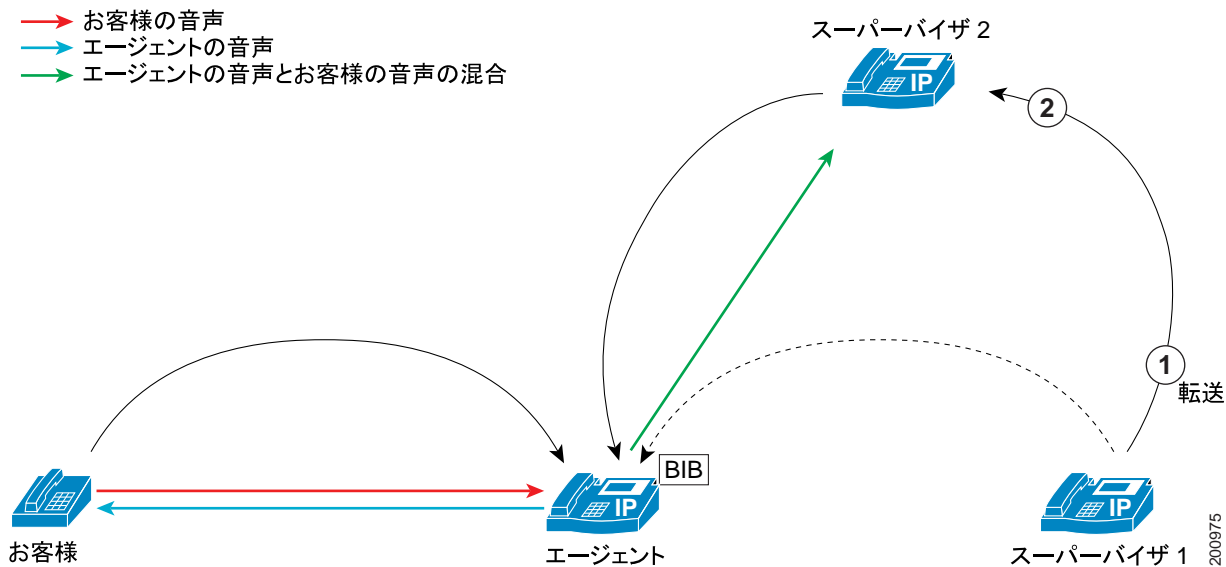 お客様の音声
エージェントの音声
エージェントの音声とお客様の音声の混合
スーパーバイザ 2
IP
2
1
転送
BIB
IP
IP
お客様
エージェント
スーパーバイザ 1
200975